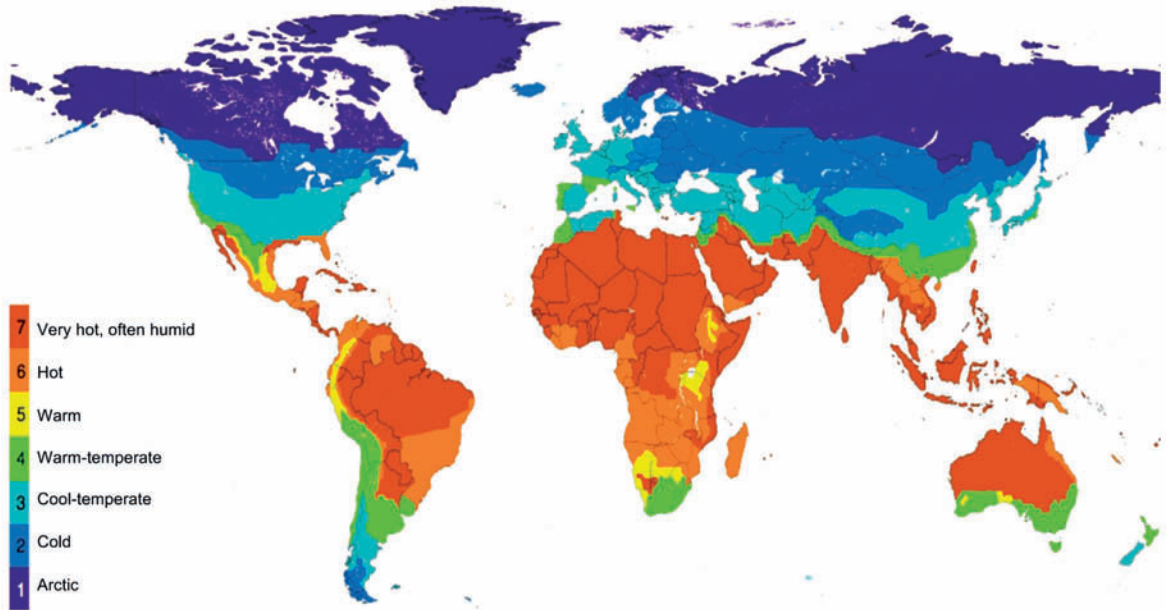 7 Very hot, often humid
6 Hot
5 Warm
4 Warm-temperate
3 Cool-temperate
2 Cold
1 Arctic